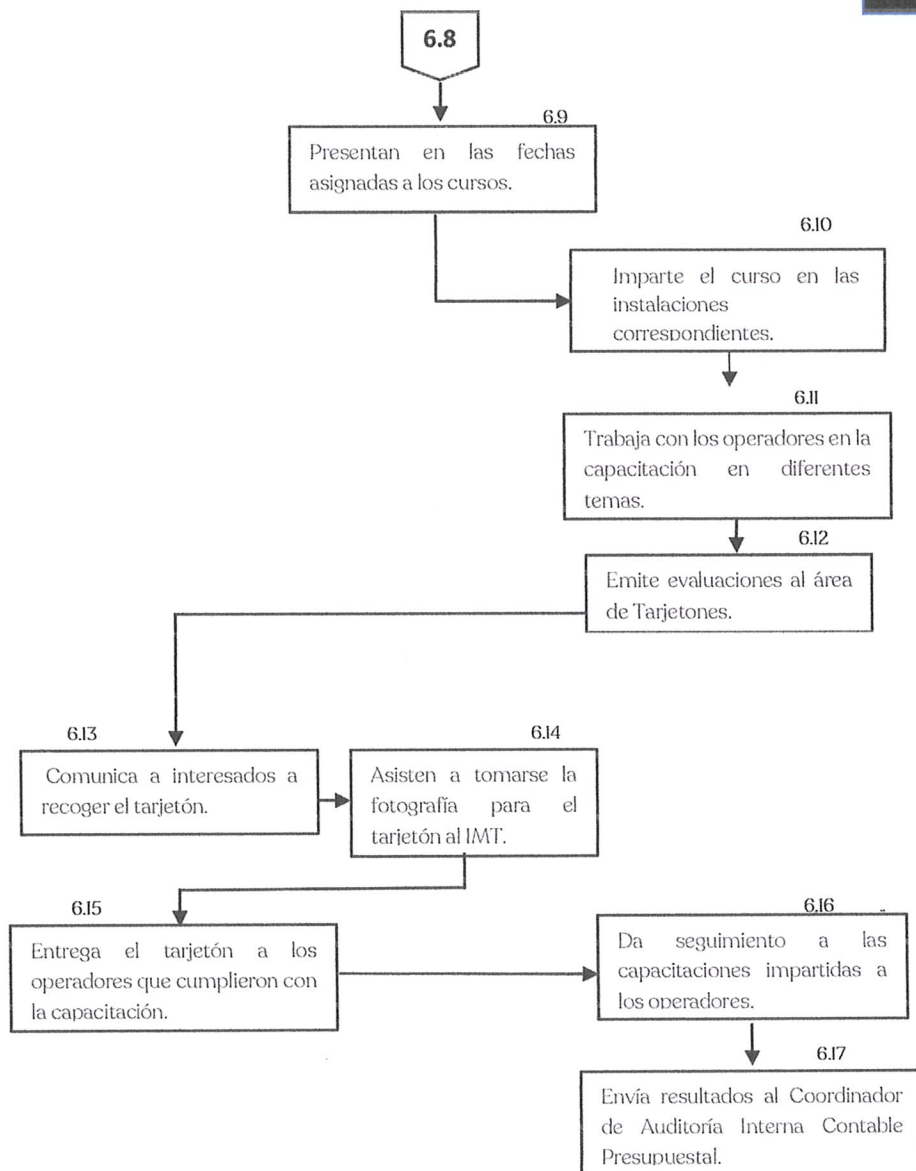 6.8
6.9
Presentan en las fechas
asignadas a los cursos.
6.10
Imparte el curso en las
instalaciones
correspondientes.
6.11
Trabaja con los operadores en la
capacitación en diferentes
temas.
6.12
Emite evaluaciones al área
de Tarjetones.
6.13
Comunica a interesados a
recoger el tarjetón.
6.14
Asisten a tomarse la
fotografía para el
tarjetón al IMT.
6.15
Entrega el tarjetón a los
operadores que cumplieron con
la capacitación.
6.16
Da seguimiento a las
capacitaciones impartidas a
los operadores.
6.17
Envía resultados al Coordinador
de Auditoría Interna Contable
Presupuestal.